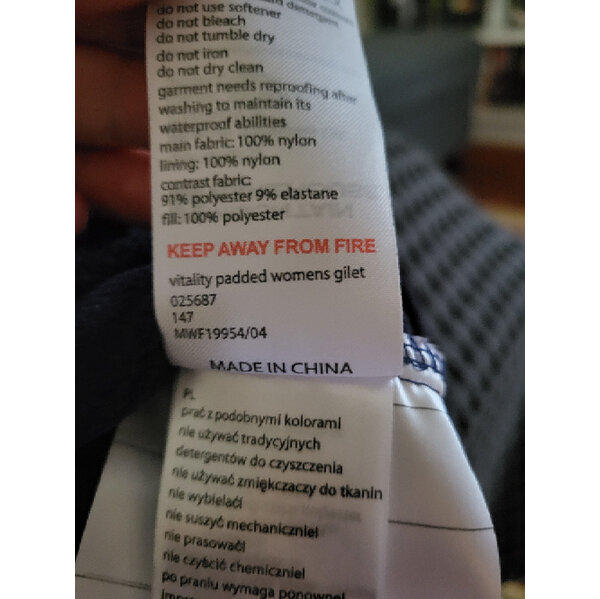 detergent
do not use softener
do not bleach
do not tumble dry
do not iron
do not dry clean
garment needs reproofing after
washing to maintain its
waterproof abilities
main fabric: 100% nylon
lining: 100% nylon
contrast fabric:
91% polyester 9% elastane
fill: 100% polyester
KEEP AWAY FROM FIRE
vitality padded womens gilet
025687
147
MWF19954/04
MADE IN CHINA
PL
prać z podobnymi kolorami
nie używać tradycyjnych
detergentów do czyszczenia
nie używać zmiękczaczy do tkanin
nie wybielać!
nie suszyć mechanicznie!
nie prasować!
nie czyścić chemicznie!
po praniu wymaga ponownej